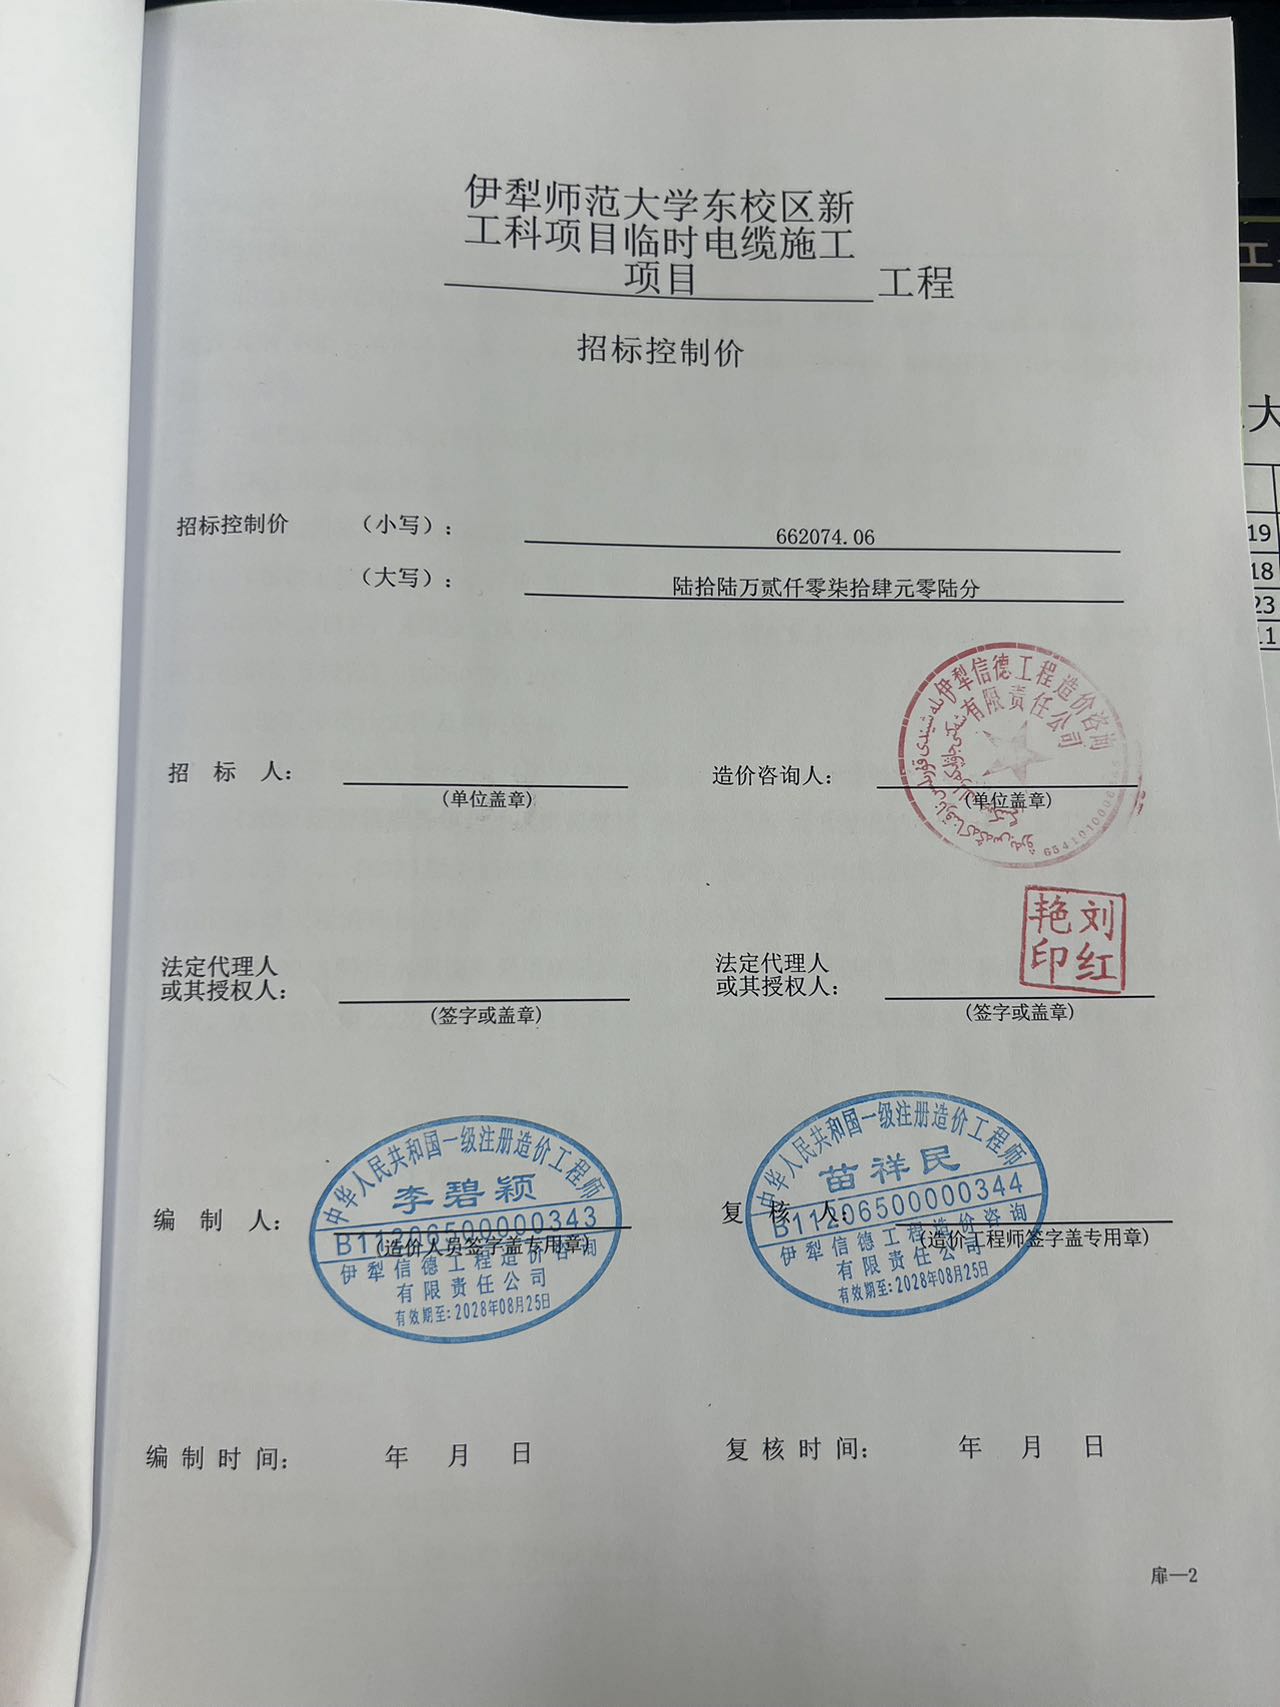 伊犁师范大学东校区新
工科项目临时电缆施工
项目 工程
招标控制价
招标控制价 （小写）: 662074.06
（大写）: 陆拾陆万贰仟零柒拾肆元零陆分
伊犁信德工程造价咨询
有限责任公司
招 标 人: 造价咨询人:
(单位盖章) (单位盖章)
刘红艳印
法定代理人 法定代理人
或其授权人: 或其授权人:
(签字或盖章) (签字或盖章)
中华人民共和国一级注册造价工程师
李碧颖
编 制 人:
B11206500000343
(造价人员签字盖专用章)
伊犁信德工程造价咨询
有限责任公司
有效期至:2028年08月25日
中华人民共和国一级注册造价工程师
苗祥民
复 核 人:
B11206500000344
(造价工程师签字盖专用章)
伊犁信德工程造价咨询
有限责任公司
有效期至:2028年08月25日
编 制 时 间: 年 月 日 复 核 时 间: 年 月 日
扉—2
工
大
19
18
23
11